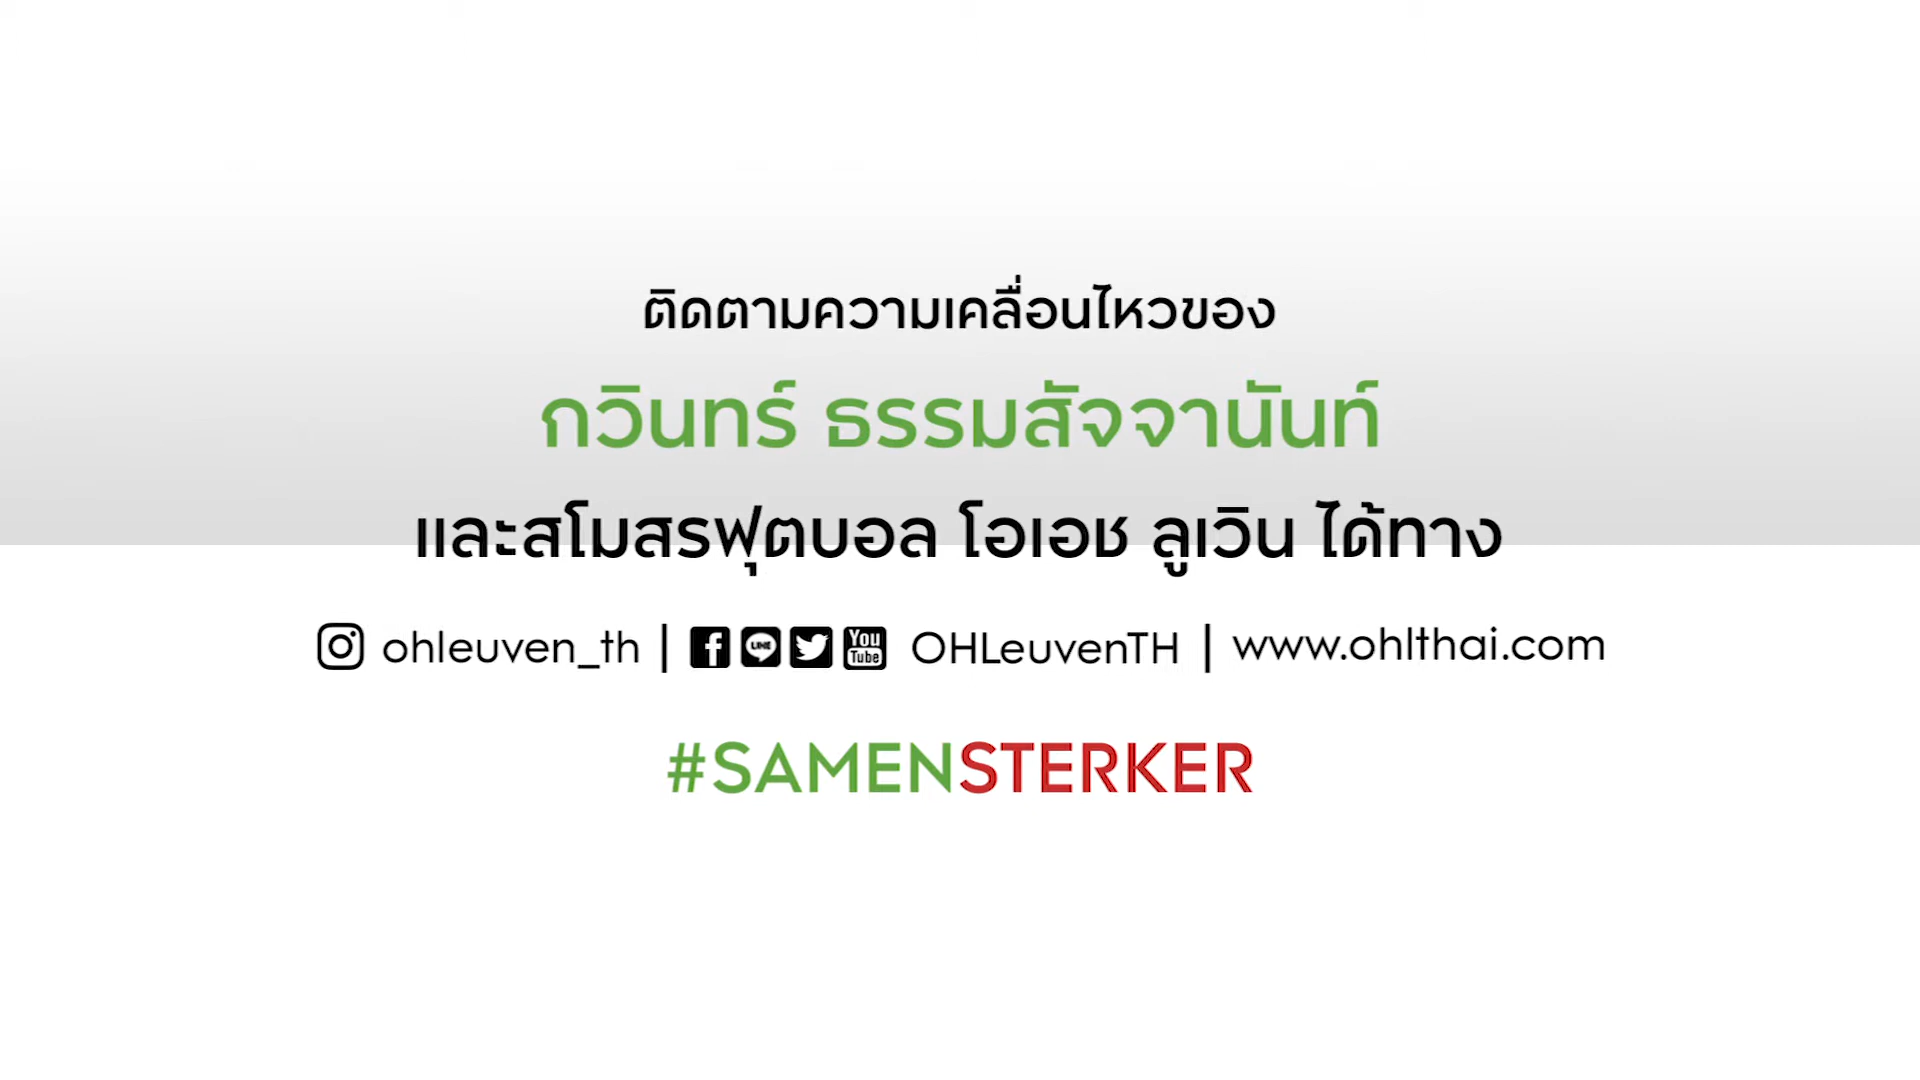 ติดตามความเคลื่อนไหวของ
กวินทร์ ธรรมสัจจานันท์
และสโมสรฟุตบอล โอเอช ลูเวิน ได้ทาง
ohleuven_th | LINE You Tube OHLeuvenTH | www.ohlthai.com
#SAMENSTERKER